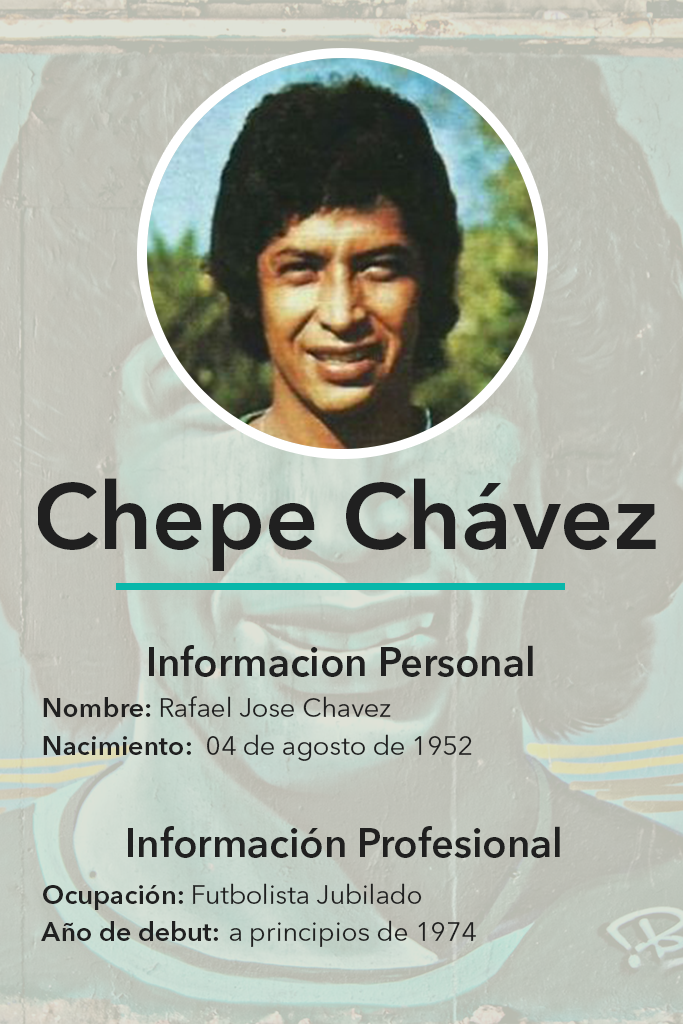 Chepe Chávez
Informacion Personal
Nombre: Rafael Jose Chavez
Nacimiento: 04 de agosto de 1952
Información Profesional
Ocupación: Futbolista Jubilado
Año de debut: a principios de 1974